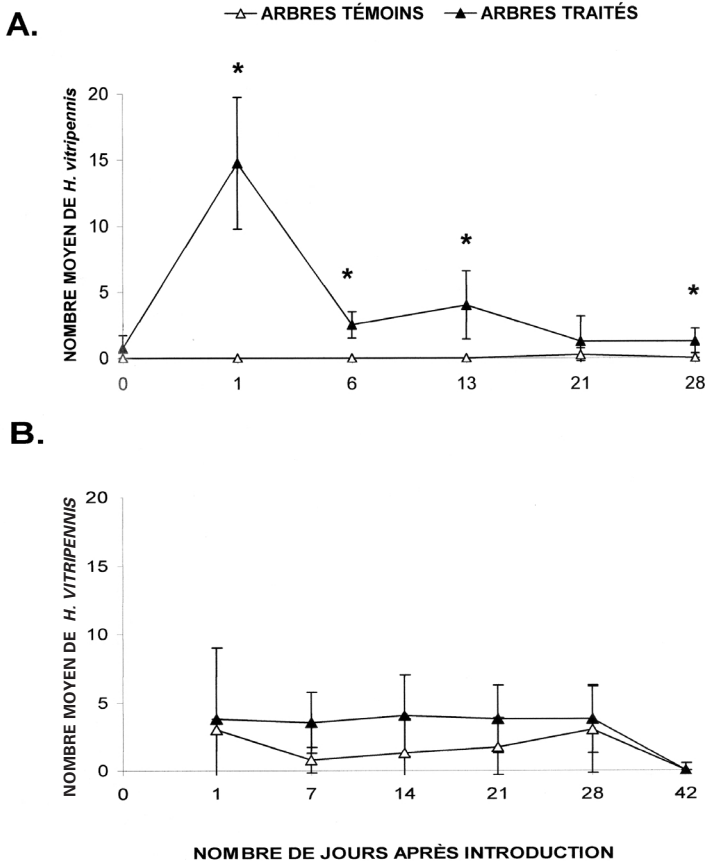 A.
ARBRES TÉMOINS ARBRES TRAITÉS
NOMBRE MOYEN DE H. vitripennis
20
15
10
5
0
* * * *
0 1 6 13 21 28
B.
NOMBRE MOYEN DE H. VITRIPENNIS
20
15
10
5
0
0 1 7 14 21 28 42
NOMBRE DE JOURS APRÈS INTRODUCTION